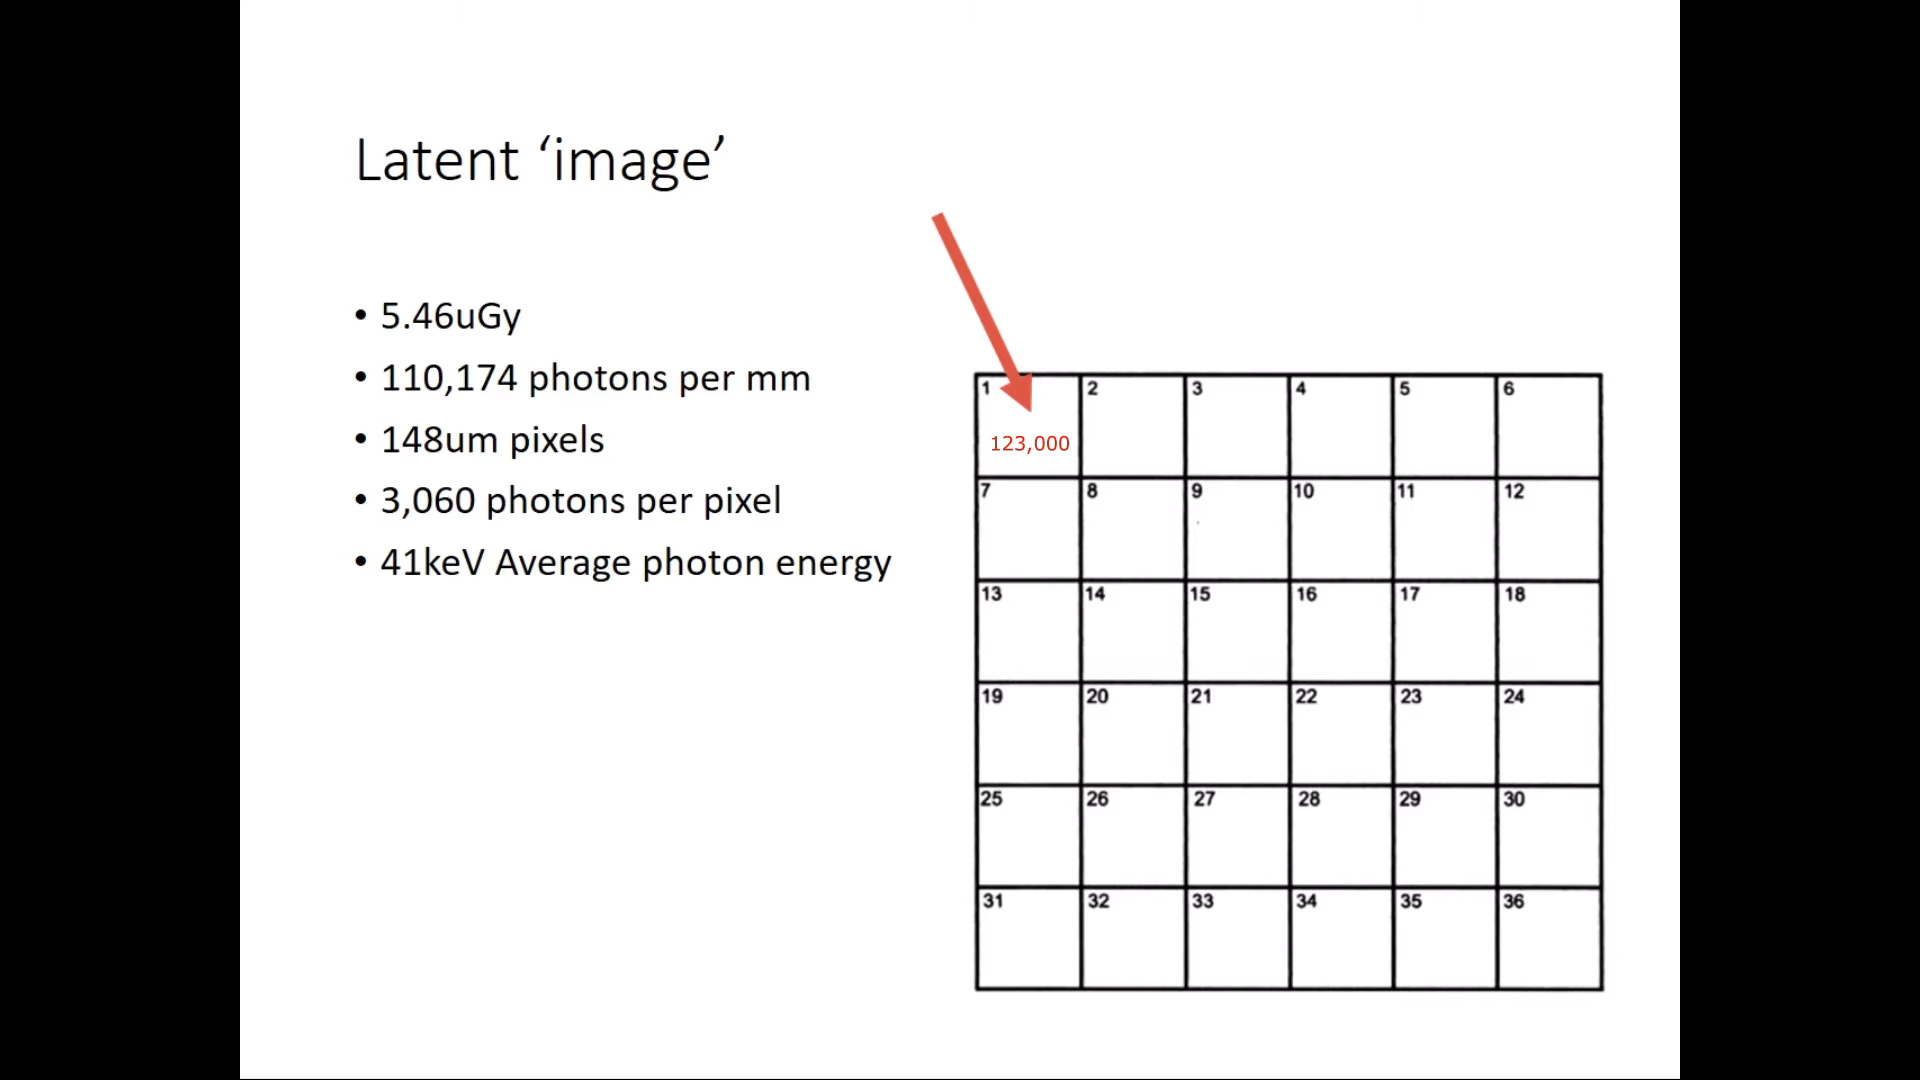 Latent ‘image’
• 5.46uGy
• 110,174 photons per mm
• 148um pixels
• 3,060 photons per pixel
• 41keV Average photon energy
1 2 3 4 5 6
123,000
7 8 9 10 11 12
13 14 15 16 17 18
19 20 21 22 23 24
25 26 27 28 29 30
31 32 33 34 35 36